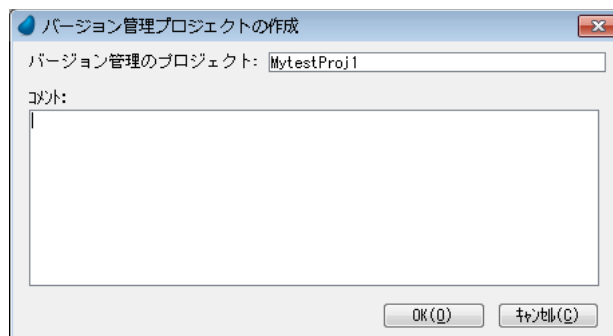 バージョン管理プロジェクトの作成
バージョン管理のプロジェクト: MytestProj1
コメント:
OK(O) キャンセル(C)